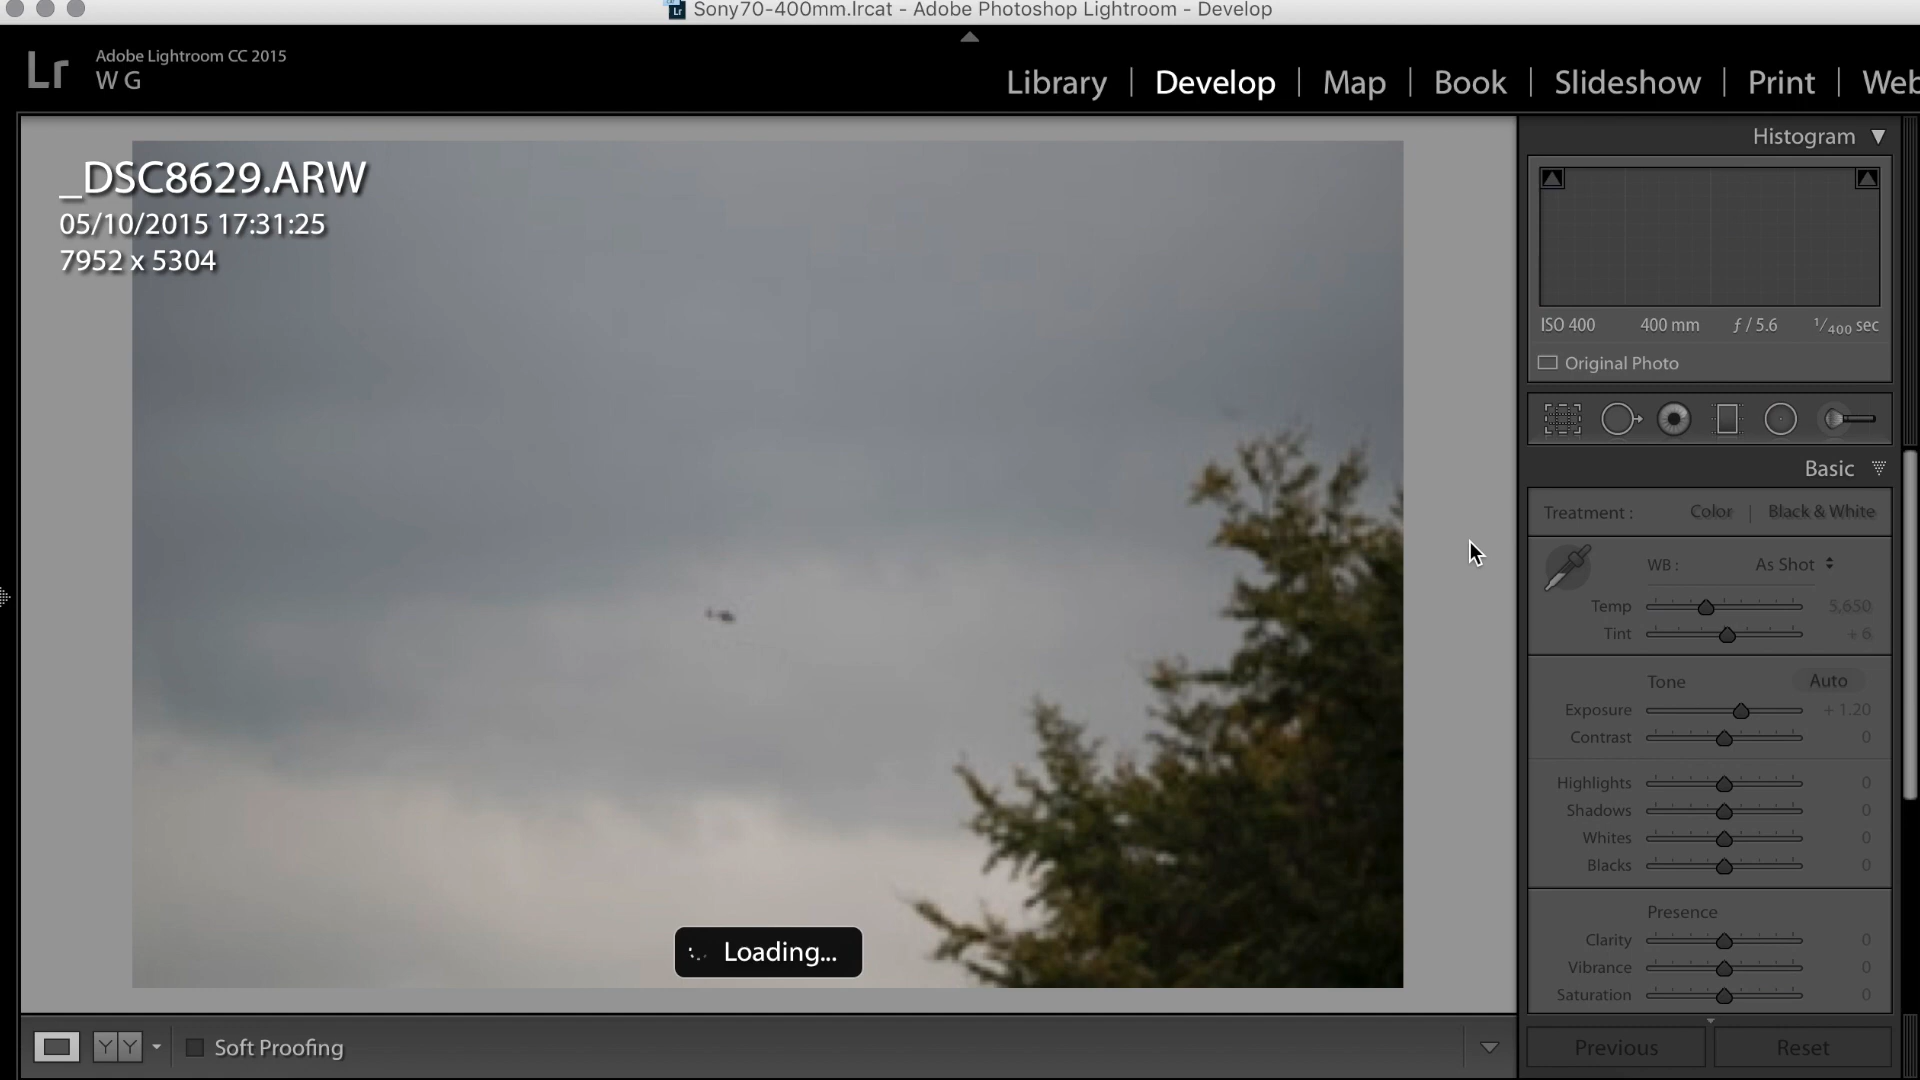 Sony70-400mm.lrcat - Adobe Photoshop Lightroom - Develop
Lr
Adobe Lightroom CC 2015
W G
Library | Develop | Map | Book | Slideshow | Print | Web
Histogram
_DSC8629.ARW
05/10/2015 17:31:25
7952 x 5304
ISO 400 400 mm ƒ / 5.6 1/400 sec
Original Photo
Basic
Treatment : Color | Black & White
WB : As Shot
Temp 5,650
Tint + 6
Tone Auto
Exposure + 1.20
Contrast 0
Highlights 0
Shadows 0
Whites 0
Blacks 0
Presence
Clarity 0
Vibrance 0
Saturation 0
Loading...
Y Y Soft Proofing
Previous Reset